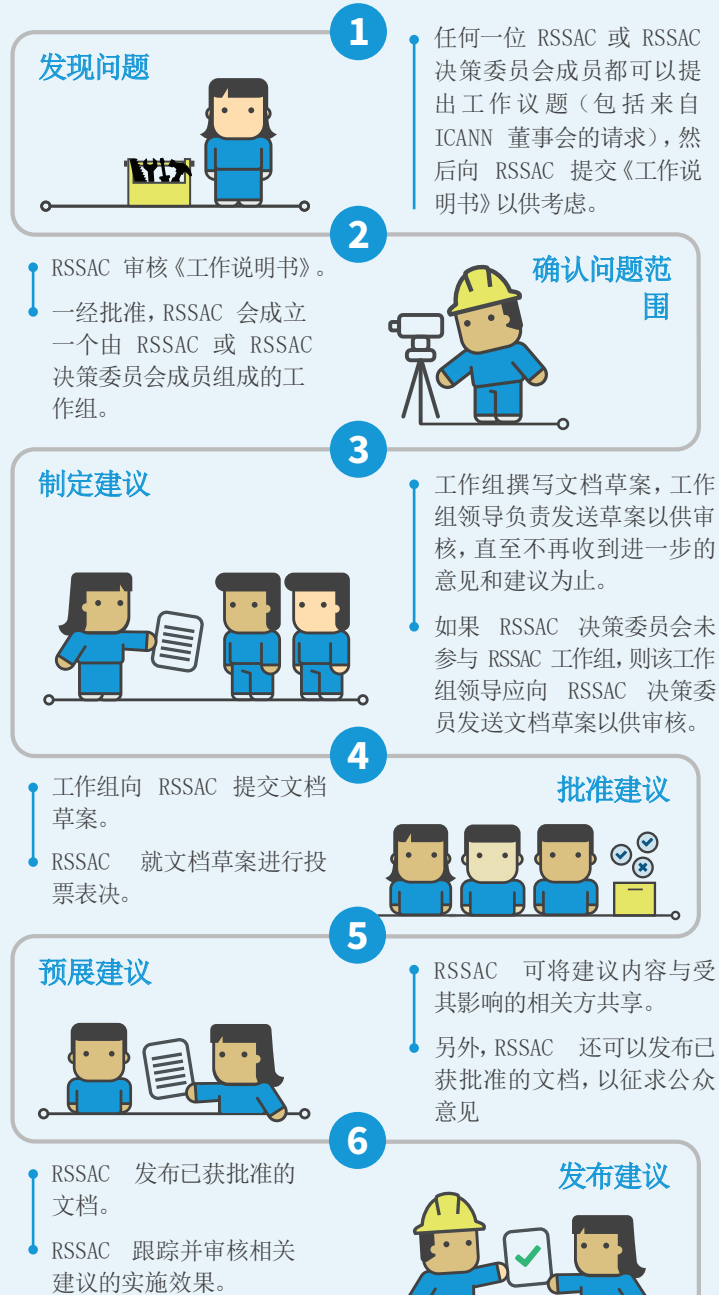 1
发现问题
任何一位 RSSAC 或 RSSAC
决策委员会成员都可以提
出工作议题（包括来自
ICANN 董事会的请求），然
后向 RSSAC 提交《工作说
明书》以供考虑。
2
确认问题范
围
RSSAC 审核《工作说明书》。
一经批准，RSSAC 会成立
一个由 RSSAC 或 RSSAC
决策委员会成员组成的工
作组。
3
制定建议
工作组撰写文档草案，工作
组领导负责发送草案以供审
核，直至不再收到进一步的
意见和建议为止。
如果 RSSAC 决策委员会未
参与 RSSAC 工作组，则该工作
组领导应向 RSSAC 决策委
员发送文档草案以供审核。
4
批准建议
工作组向 RSSAC 提交文档
草案。
RSSAC 就文档草案进行投
票表决。
5
预展建议
RSSAC 可将建议内容与受
其影响的相关方共享。
另外，RSSAC 还可以发布已
获批准的文档，以征求公众
意见
6
发布建议
RSSAC 发布已获批准的
文档。
RSSAC 跟踪并审核相关
建议的实施效果。